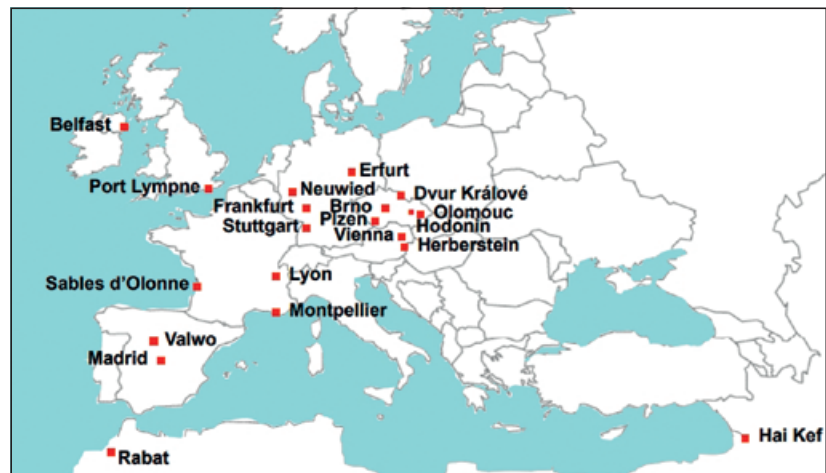 Belfast
Erfurt
Port Lympne
Neuwied
Dvur Králové
Frankfurt
Brno
Olomouc
Plzen
Hodonin
Stuttgart
Vienna
Herberstein
Lyon
Sables d’Olonne
Montpellier
Valwo
Madrid
Hai Kef
Rabat